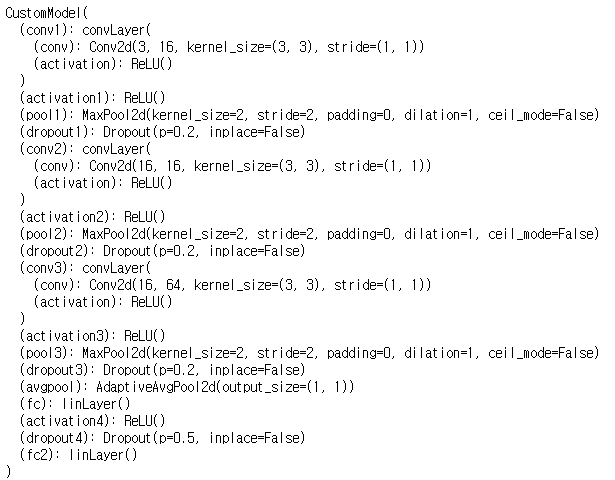 CustomModel(
  (conv1): convLayer(
    (conv): Conv2d(3, 16, kernel_size=(3, 3), stride=(1, 1))
    (activation): ReLU()
  )
  (activation1): ReLU()
  (pool1): MaxPool2d(kernel_size=2, stride=2, padding=0, dilation=1, ceil_mode=False)
  (dropout1): Dropout(p=0.2, inplace=False)
  (conv2): convLayer(
    (conv): Conv2d(16, 16, kernel_size=(3, 3), stride=(1, 1))
    (activation): ReLU()
  )
  (activation2): ReLU()
  (pool2): MaxPool2d(kernel_size=2, stride=2, padding=0, dilation=1, ceil_mode=False)
  (dropout2): Dropout(p=0.2, inplace=False)
  (conv3): convLayer(
    (conv): Conv2d(16, 64, kernel_size=(3, 3), stride=(1, 1))
    (activation): ReLU()
  )
  (activation3): ReLU()
  (pool3): MaxPool2d(kernel_size=2, stride=2, padding=0, dilation=1, ceil_mode=False)
  (dropout3): Dropout(p=0.2, inplace=False)
  (avgpool): AdaptiveAvgPool2d(output_size=(1, 1))
  (fc): linLayer()
  (activation4): ReLU()
  (dropout4): Dropout(p=0.5, inplace=False)
  (fc2): linLayer()
)